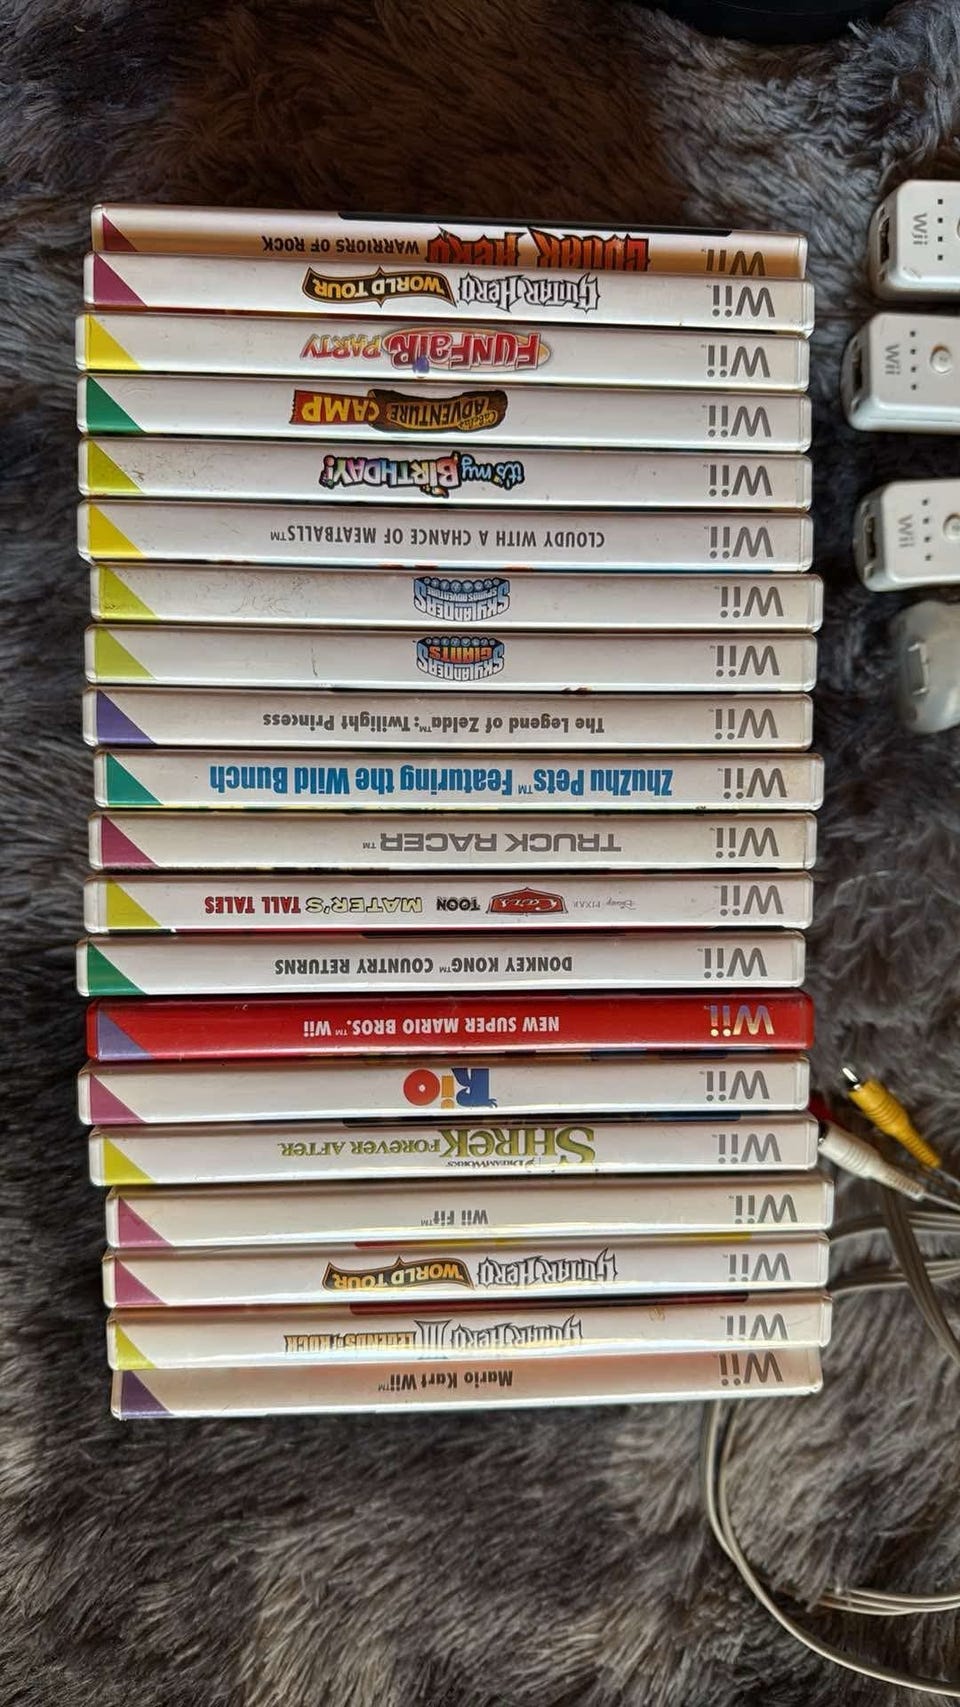 Wii GUITAR HERO WARRIORS OF ROCK
Wii GUITAR HERO WORLD TOUR
Wii FUNFAIR PARTY
Wii Cabela's ADVENTURE CAMP
Wii it's my BIRTHDAY!
Wii CLOUDY WITH A CHANCE OF MEATBALLS™
Wii SKYLANDERS SPYRO'S ADVENTURE
Wii SKYLANDERS GIANTS
Wii The Legend of Zelda™: Twilight Princess
Wii ZhuZhu Pets™ Featuring the Wild Bunch
Wii TRUCK RACER™
Wii Disney PIXAR Cars TOON MATER'S TALL TALES
Wii DONKEY KONG™ COUNTRY RETURNS
Wii NEW SUPER MARIO BROS.™ Wii
Wii RiO
Wii DREAMWORKS SHREK FOREVER AFTER
Wii Wii Fit™
Wii GUITAR HERO WORLD TOUR
Wii GUITAR HERO III LEGENDS of ROCK
Wii Mario Kart Wii™
Wii
Wii
Wii